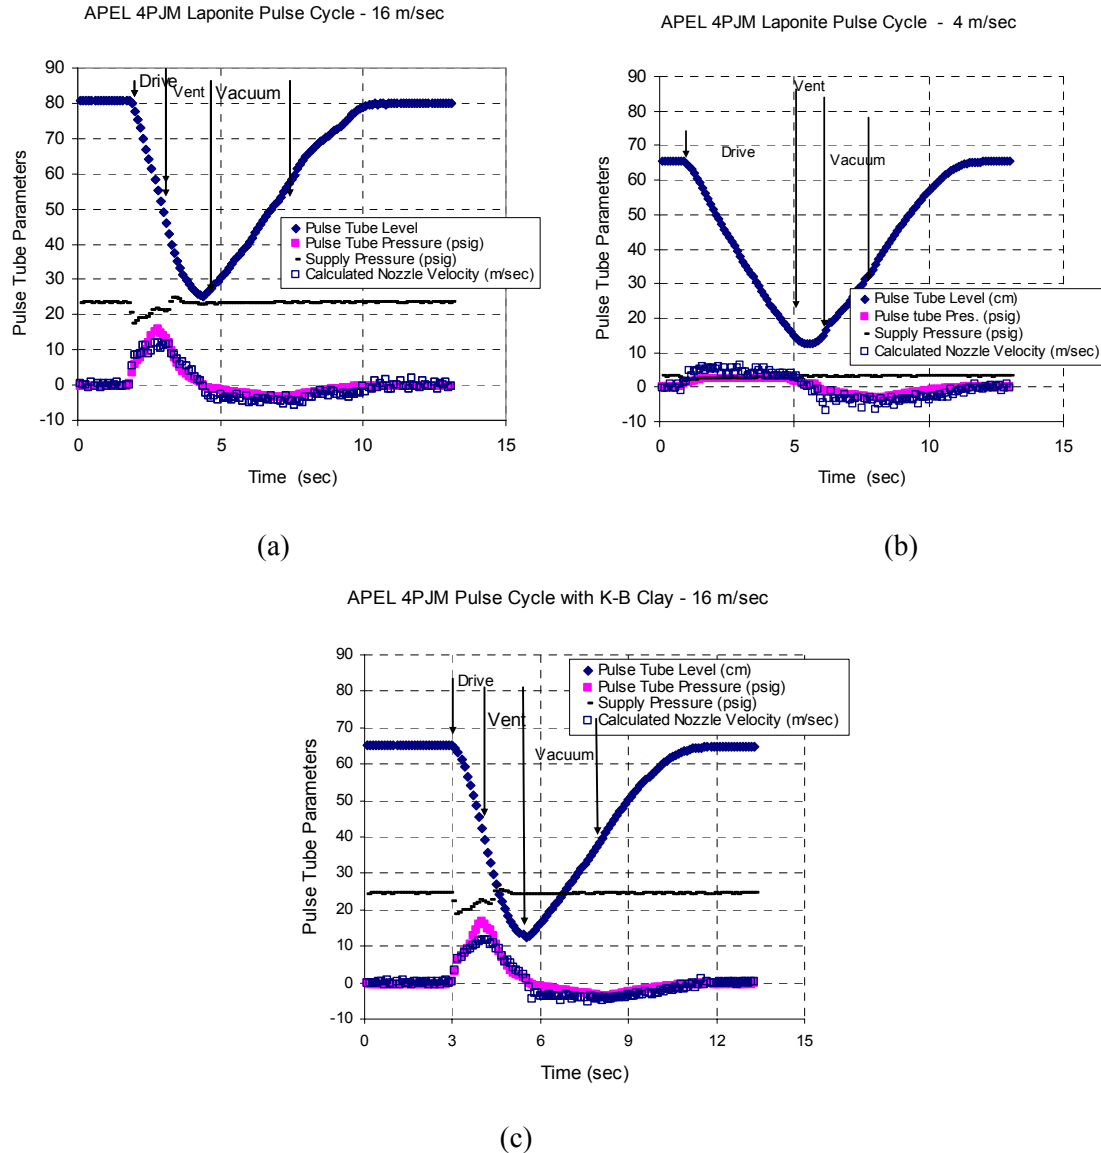 APEL 4PJM Laponite Pulse Cycle - 16 m/sec
90
80
70
60
50
40
30
20
10
0
-10
Pulse Tube Parameters
Drive
Vent
Vacuum
Pulse Tube Level
Pulse Tube Pressure (psig)
Supply Pressure (psig)
Calculated Nozzle Velocity (m/sec)
0 5 10 15
Time (sec)
(a)
APEL 4PJM Laponite Pulse Cycle - 4 m/sec
90
80
70
60
50
40
30
20
10
0
-10
Pulse Tube Parameters
Vent
Drive
Vacuum
Pulse Tube Level (cm)
Pulse tube Pres. (psig)
Supply Pressure (psig)
Calculated Nozzle Velocity (m/sec)
0 5 10 15
Time (sec)
(b)
APEL 4PJM Pulse Cycle with K-B Clay - 16 m/sec
90
80
70
60
50
40
30
20
10
0
-10
Pulse Tube Parameters
Drive
Vent
Vacuum
Pulse Tube Level (cm)
Pulse Tube Pressure (psig)
Supply Pressure (psig)
Calculated Nozzle Velocity (m/sec)
0 3 6 9 12 15
Time (sec)
(c)